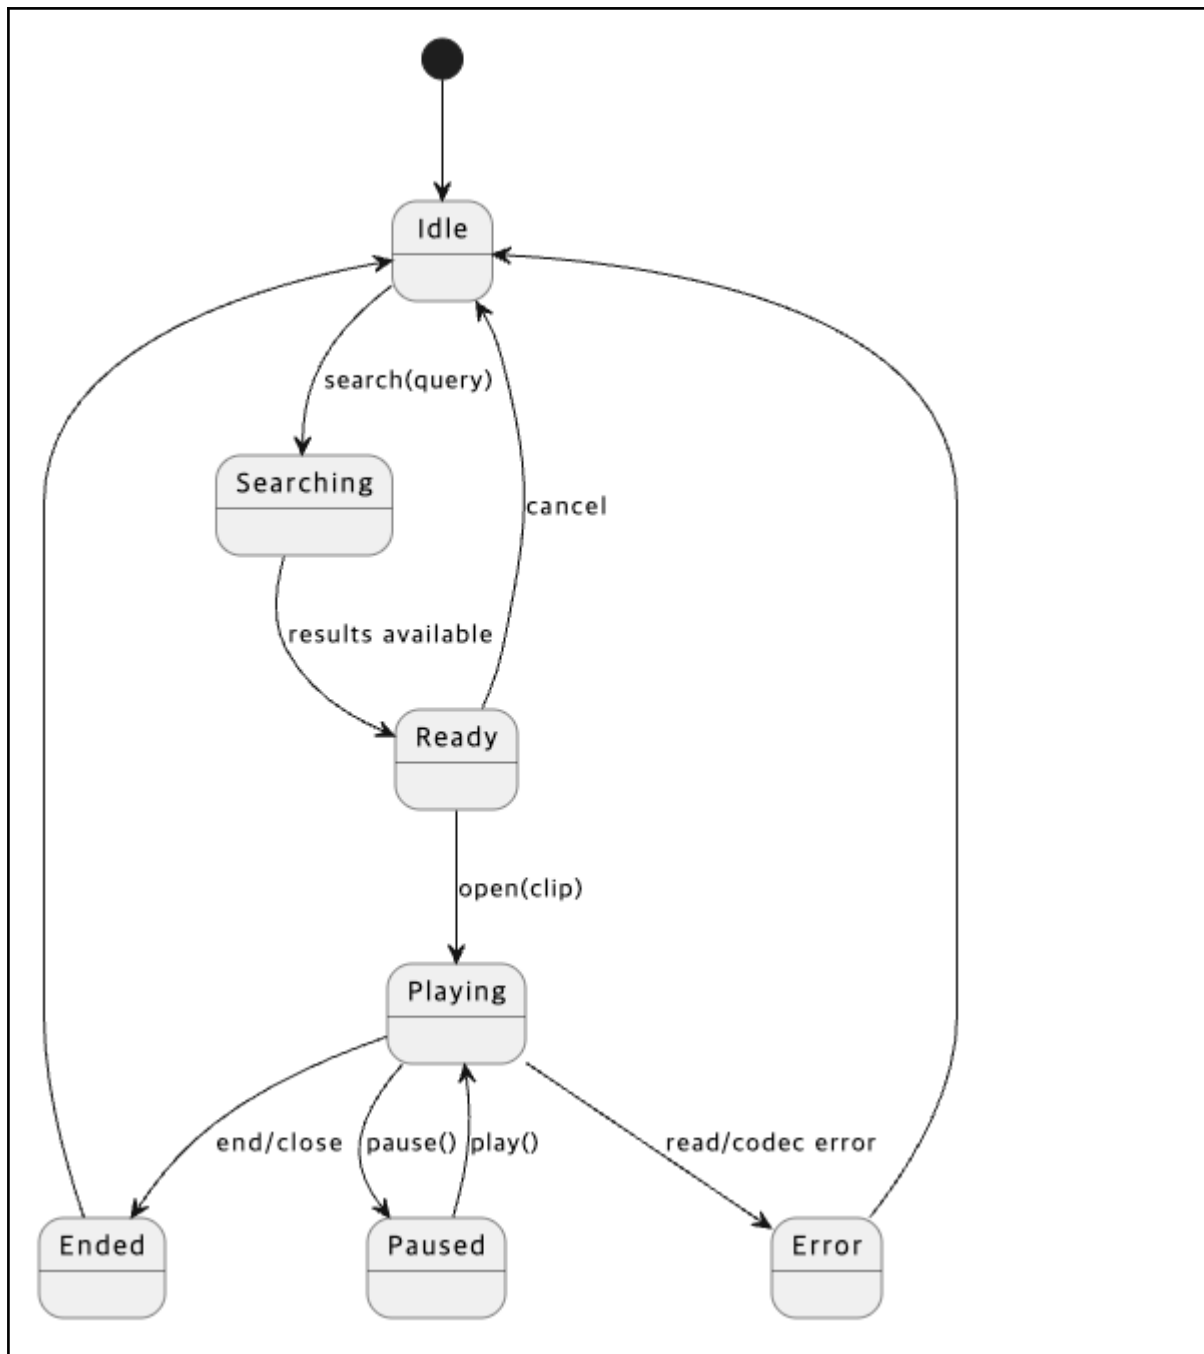 Idle
search(query)
Searching
cancel
results available
Ready
open(clip)
Playing
end/close
pause()
play()
read/codec error
Ended
Paused
Error